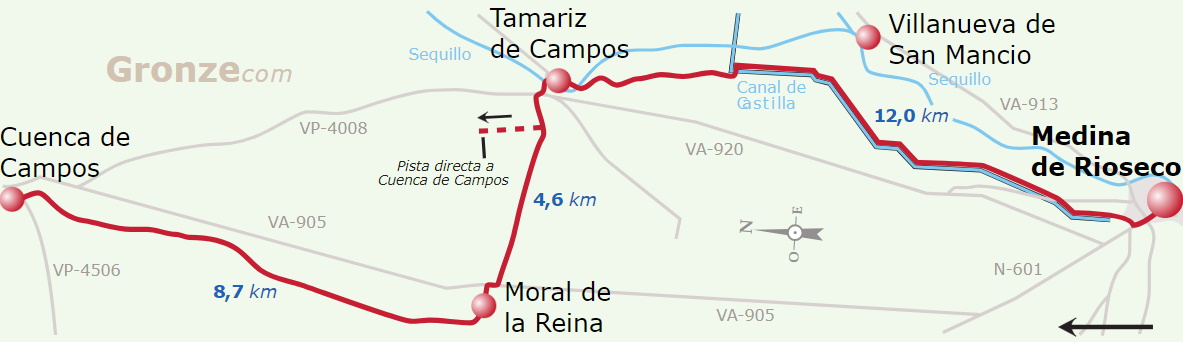 Tamariz
de Campos
Villanueva de
San Mancio
Sequillo
Gronze.com
Canal de
Castilla
Sequillo
VA-913
12,0 km
Medina
de Rioseco
VP-4008
Cuenca de
Campos
Pista directa a
Cuenca de Campos
VA-920
4,6 km
N
E
O
VA-905
VP-4506
8,7 km
N-601
Moral de
la Reina
VA-905